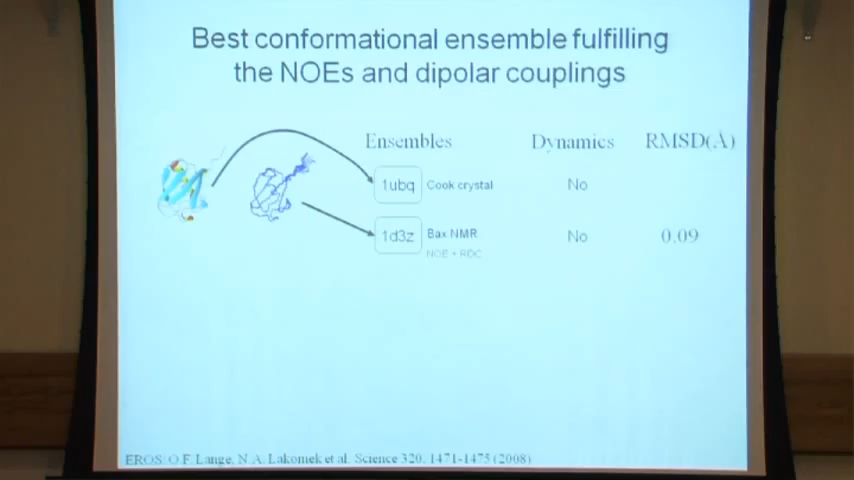 Best conformational ensemble fulfilling
the NOEs and dipolar couplings
Ensembles Dynamics RMSD(Å)
1ubq Cook crystal No
1d3z Bax NMR No 0.09
NOE + RDC
EROS: O.F. Lange, N.A. Lakomek et al. Science 320, 1471-1475 (2008)